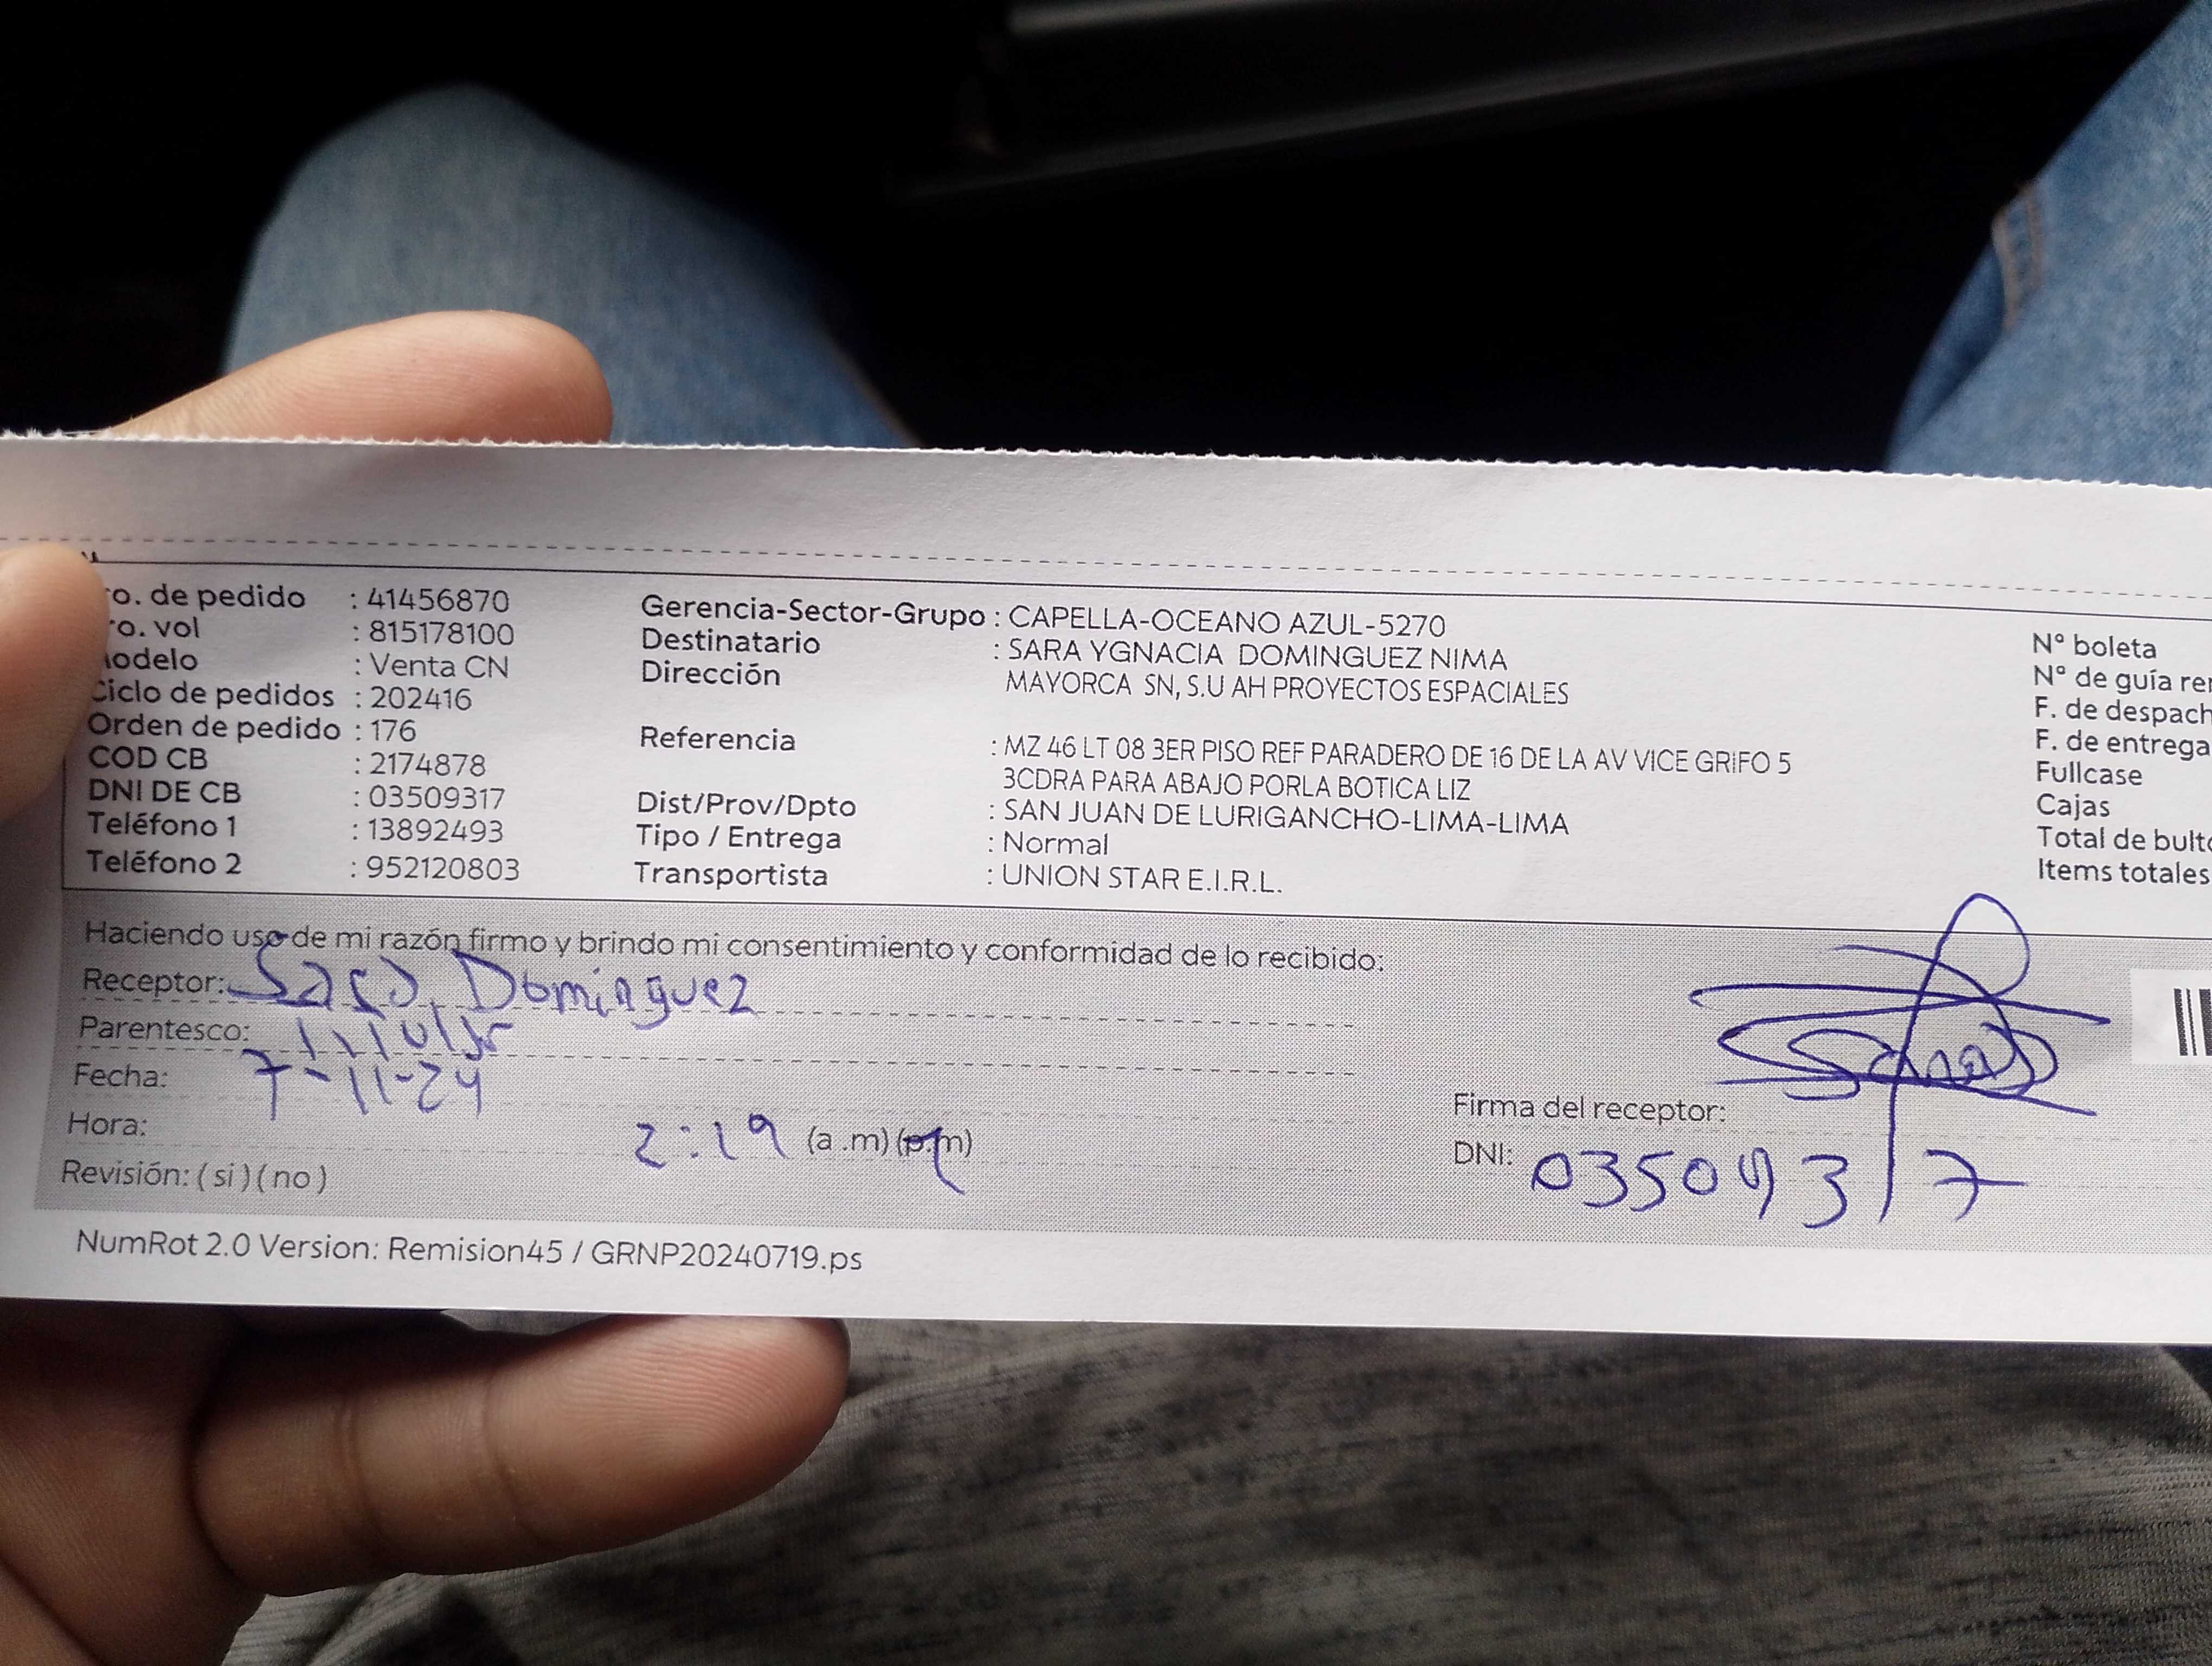 ro. de pedido : 41456870
ro. vol : 815178100
odelo : Venta CN
Ciclo de pedidos : 202416
Orden de pedido : 176
COD CB : 2174878
DNI DE CB : 03509317
Teléfono 1 : 13892493
Teléfono 2 : 952120803
Gerencia-Sector-Grupo : CAPELLA-OCEANO AZUL-5270
Destinatario : SARA YGNACIA DOMINGUEZ NIMA
Dirección MAYORCA SN, S.U AH PROYECTOS ESPACIALES
Referencia : MZ 46 LT 08 3ER PISO REF PARADERO DE 16 DE LA AV VICE GRIFO 5
3CDRA PARA ABAJO PORLA BOTICA LIZ
Dist/Prov/Dpto : SAN JUAN DE LURIGANCHO-LIMA-LIMA
Tipo / Entrega : Normal
Transportista : UNION STAR E.I.R.L.
N° boleta
N° de guía re
F. de despach
F. de entrega
Fullcase
Cajas
Total de bult
Items totales
Haciendo uso de mi razón firmo y brindo mi consentimiento y conformidad de lo recibido:
Receptor: Sara Dominguez
Parentesco: titular
Fecha: 7-11-24
Hora: 2:19 (a .m) (p.m)
Revisión: ( si ) ( no )
Firma del receptor:
DNI: 03509317
NumRot 2.0 Version: Remision45 / GRNP20240719.ps